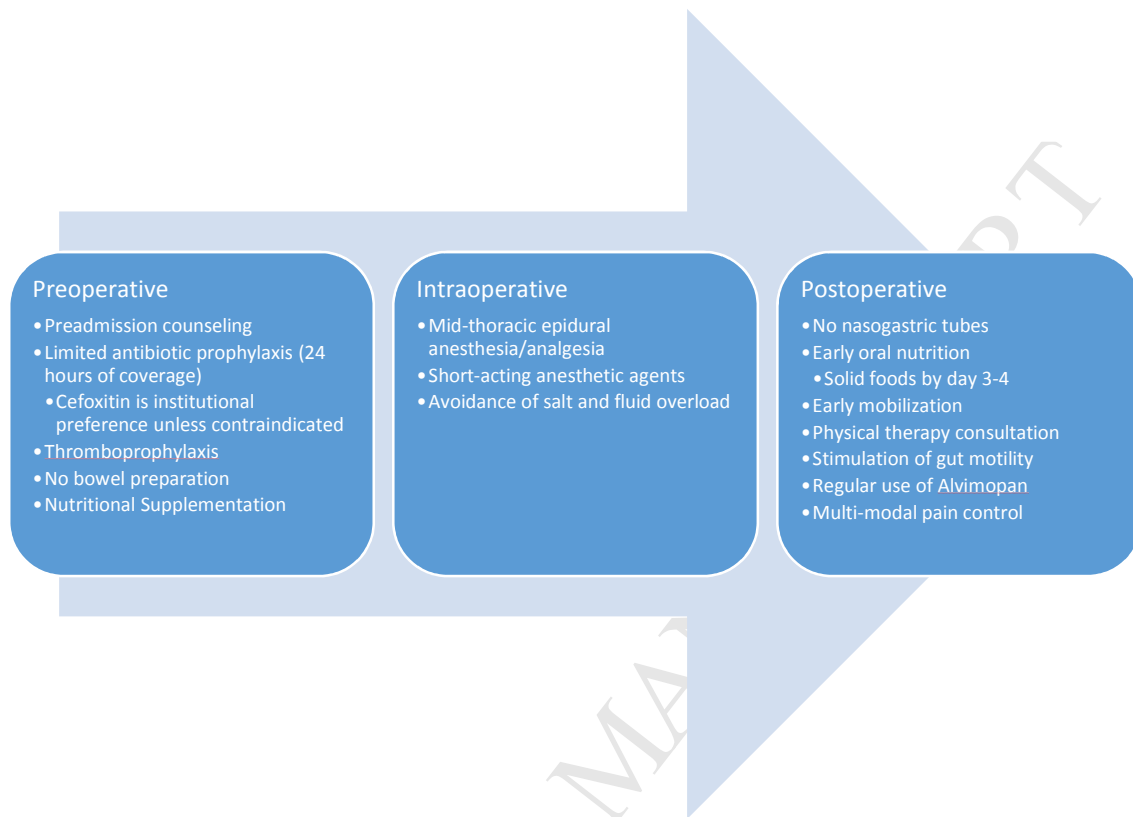 Preoperative
•Preadmission counseling
•Limited antibiotic prophylaxis (24
hours of coverage)
•Cefoxitin is institutional
preference unless contraindicated
•Thromboprophylaxis
•No bowel preparation
•Nutritional Supplementation
Intraoperative
•Mid-thoracic epidural
anesthesia/analgesia
•Short-acting anesthetic agents
•Avoidance of salt and fluid overload
Postoperative
•No nasogastric tubes
•Early oral nutrition
•Solid foods by day 3-4
•Early mobilization
•Physical therapy consultation
•Stimulation of gut motility
•Regular use of Alvimopan
•Multi-modal pain control